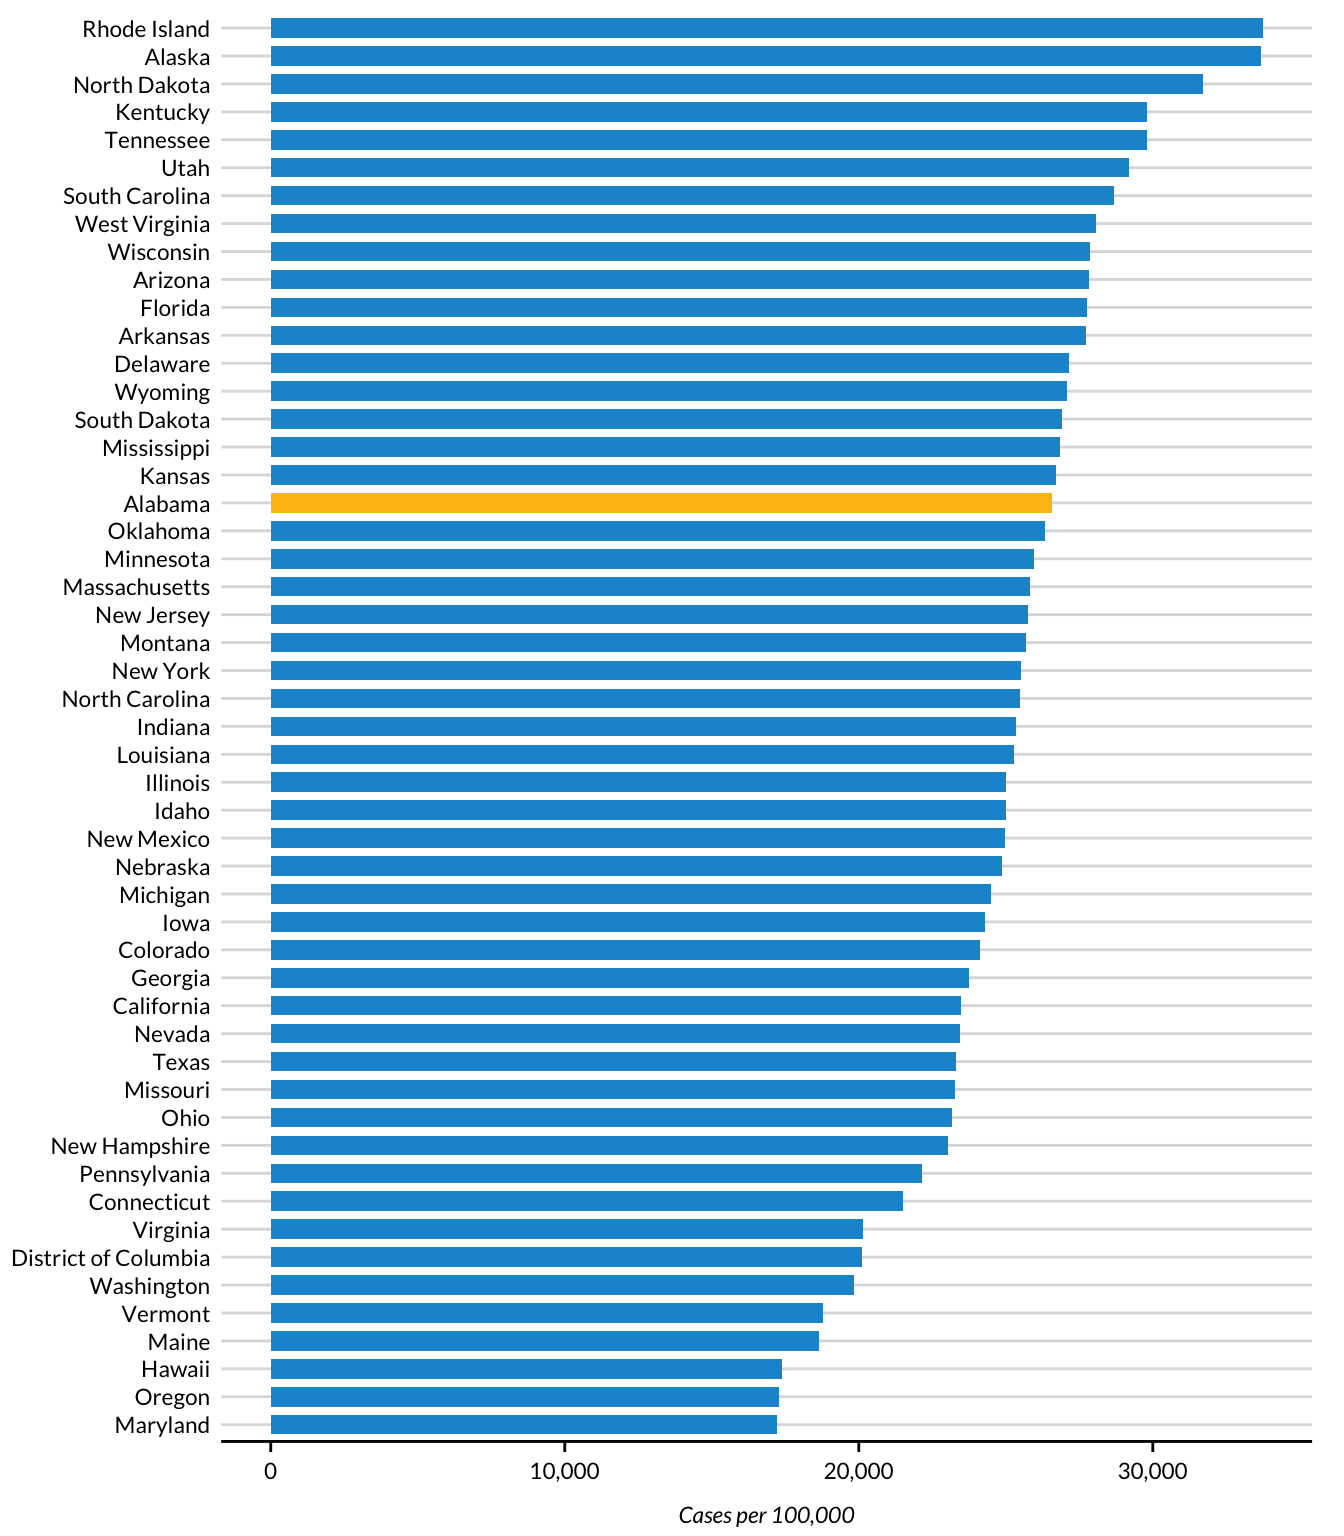 Rhode Island
Alaska
North Dakota
Kentucky
Tennessee
Utah
South Carolina
West Virginia
Wisconsin
Arizona
Florida
Arkansas
Delaware
Wyoming
South Dakota
Mississippi
Kansas
Alabama
Oklahoma
Minnesota
Massachusetts
New Jersey
Montana
New York
North Carolina
Indiana
Louisiana
Illinois
Idaho
New Mexico
Nebraska
Michigan
Iowa
Colorado
Georgia
California
Nevada
Texas
Missouri
Ohio
New Hampshire
Pennsylvania
Connecticut
Virginia
District of Columbia
Washington
Vermont
Maine
Hawaii
Oregon
Maryland
0 10,000 20,000 30,000
Cases per 100,000